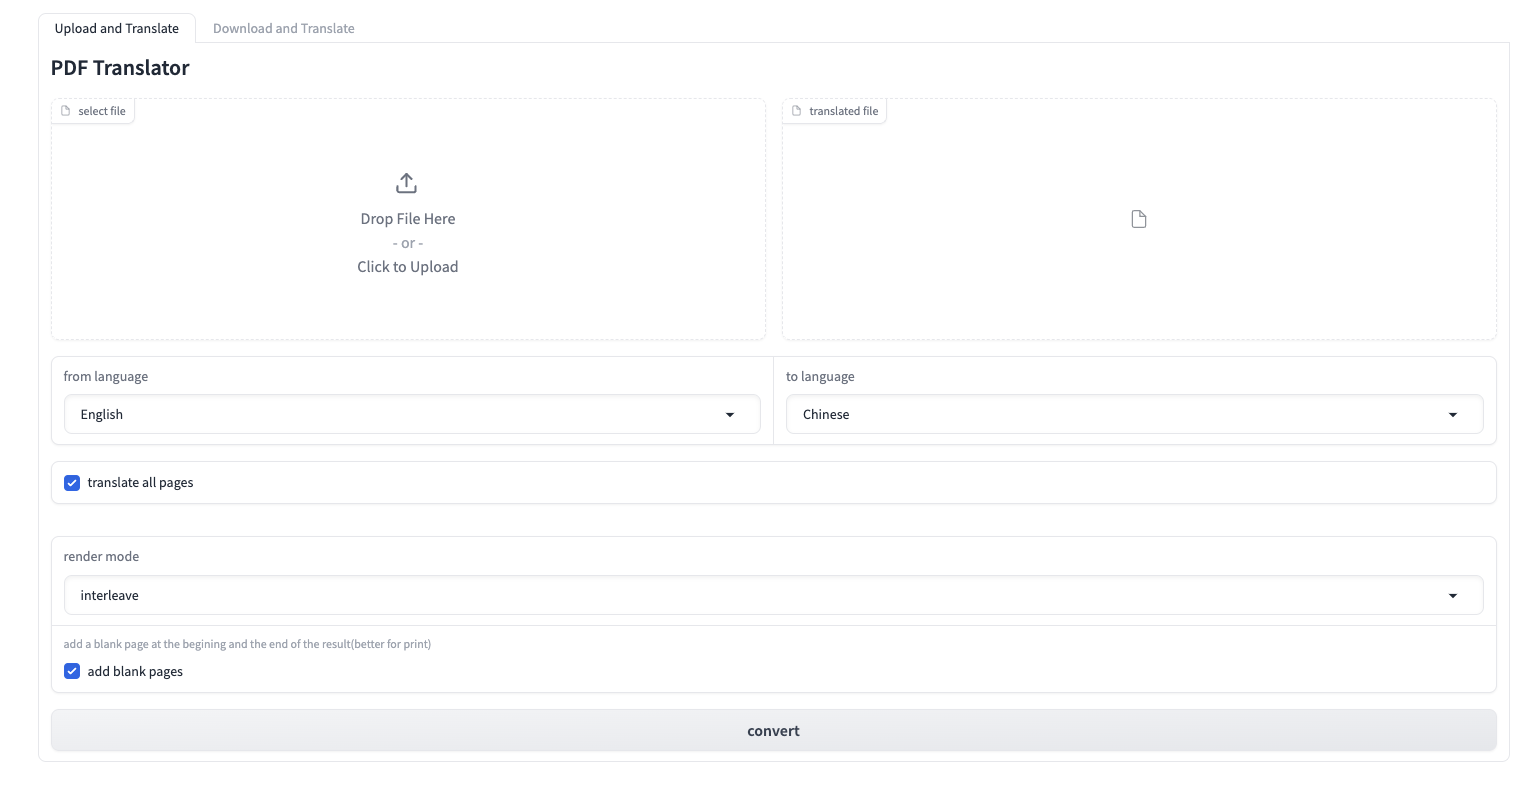 Upload and Translate
Download and Translate
PDF Translator
select file
translated file
Drop File Here
- or -
Click to Upload
from language
to language
English
Chinese
translate all pages
render mode
interleave
add a blank page at the begining and the end of the result(better for print)
add blank pages
convert